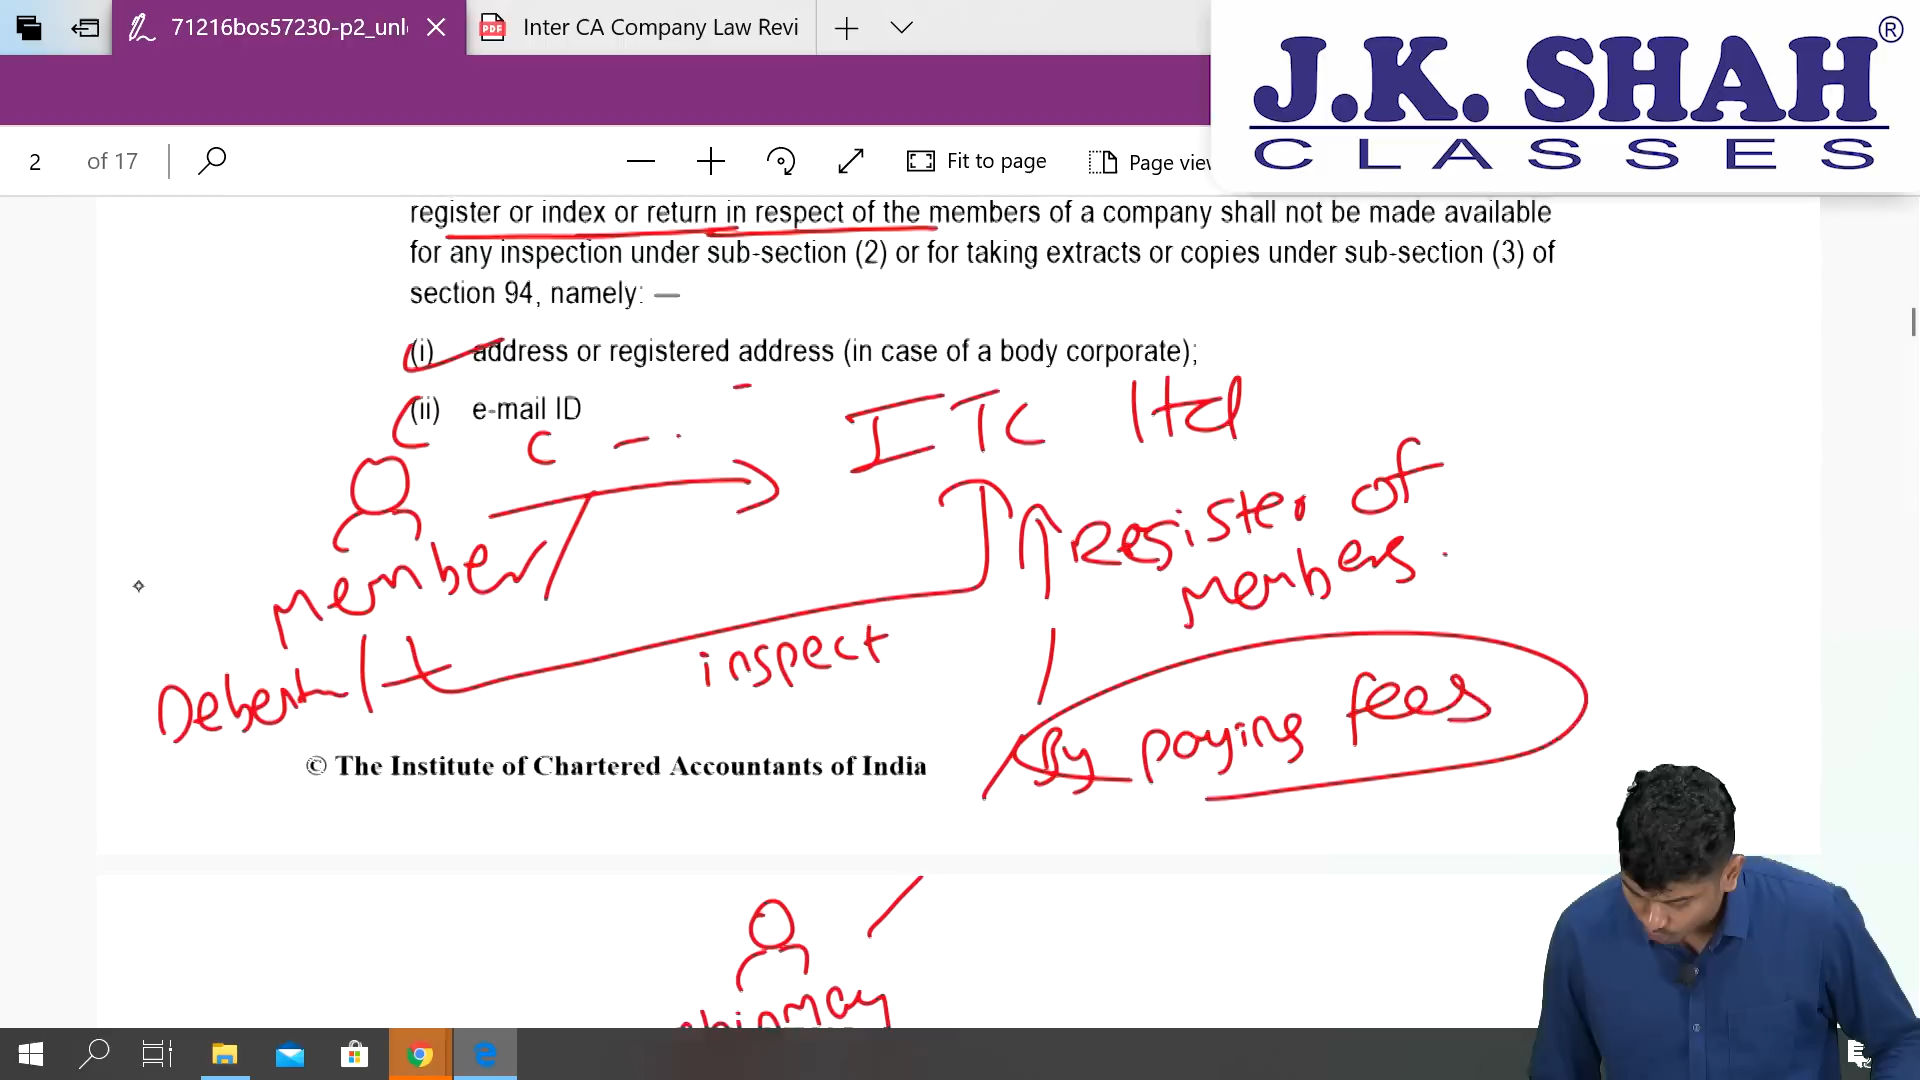 71216bos57230-p2_unl
Inter CA Company Law Revi
J.K. SHAH ®
CLASSES
2 of 17
Fit to page
Page view
register or index or return in respect of the members of a company shall not be made available
for any inspection under sub-section (2) or for taking extracts or copies under sub-section (3) of
section 94, namely: —
(i) address or registered address (in case of a body corporate);
(ii) e-mail ID
ITC ltd
Register of
members.
member
inspect
By paying fees
© The Institute of Chartered Accountants of India